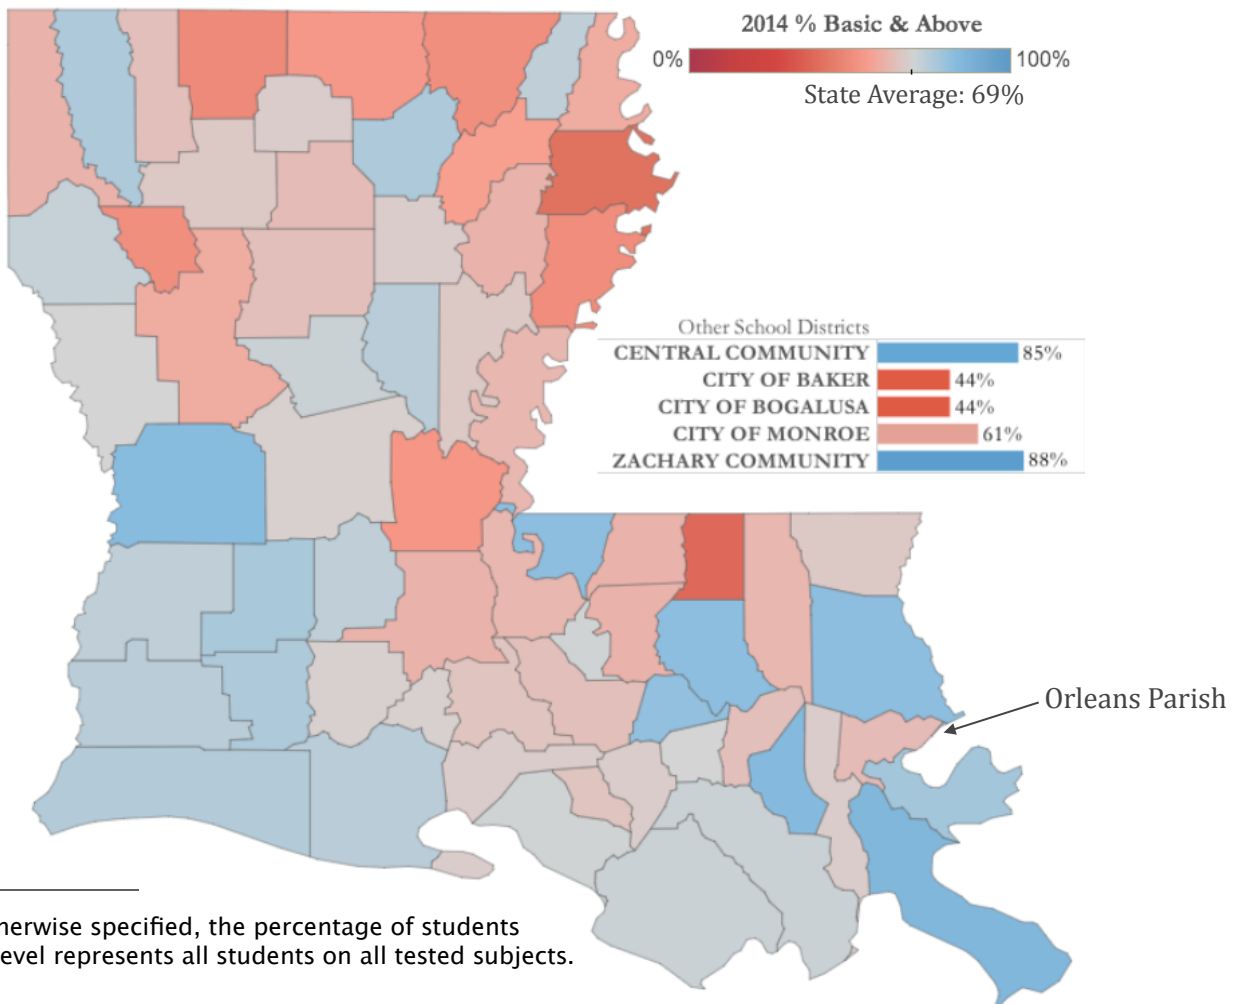 2014 % Basic & Above
0% 100%
State Average: 69%
Other School Districts
CENTRAL COMMUNITY 85%
CITY OF BAKER 44%
CITY OF BOGALUSA 44%
CITY OF MONROE 61%
ZACHARY COMMUNITY 88%
Orleans Parish
herwise specified, the percentage of students
evel represents all students on all tested subjects.